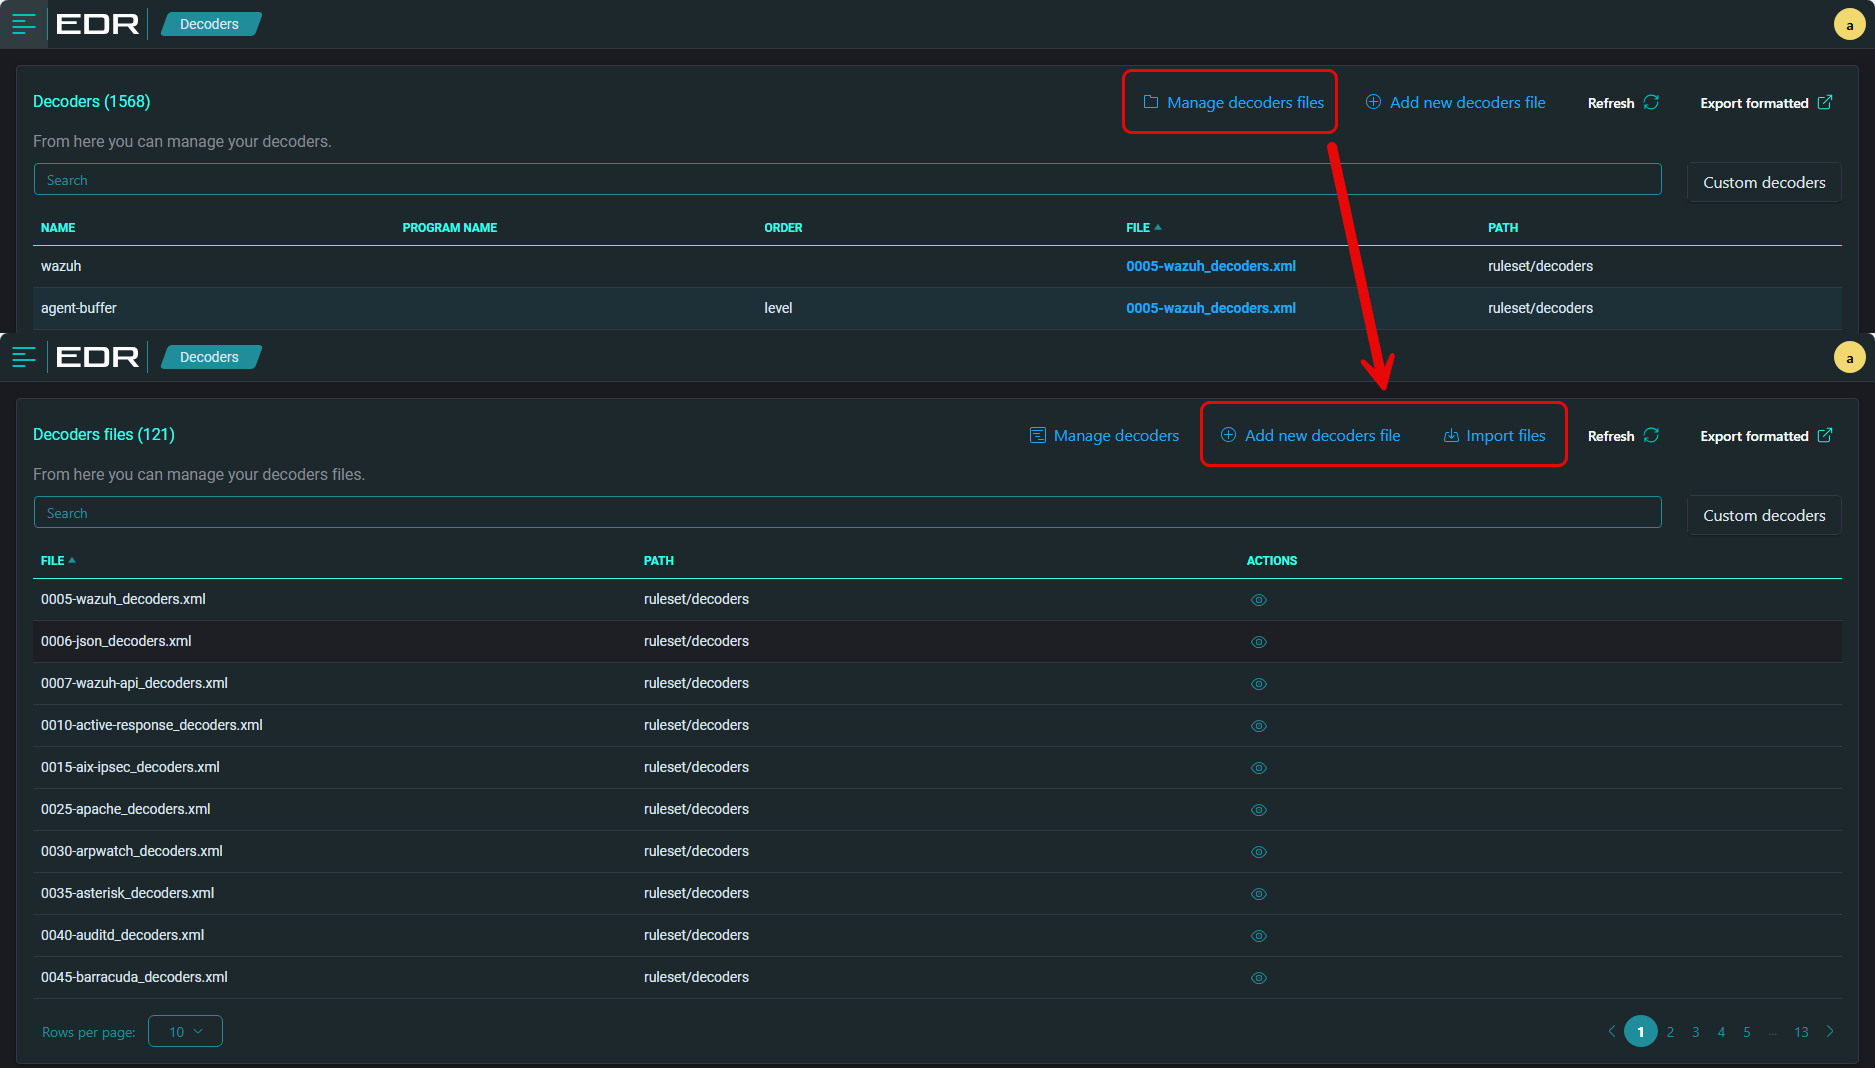 EDR Decoders a
Decoders (1568) Manage decoders files Add new decoders file Refresh Export formatted
From here you can manage your decoders.
Search Custom decoders
NAME PROGRAM NAME ORDER FILE PATH
wazuh 0005-wazuh_decoders.xml ruleset/decoders
agent-buffer level 0005-wazuh_decoders.xml ruleset/decoders
EDR Decoders a
Decoders files (121) Manage decoders Add new decoders file Import files Refresh Export formatted
From here you can manage your decoders files.
Search Custom decoders
FILE PATH ACTIONS
0005-wazuh_decoders.xml ruleset/decoders
0006-json_decoders.xml ruleset/decoders
0007-wazuh-api_decoders.xml ruleset/decoders
0010-active-response_decoders.xml ruleset/decoders
0015-aix-ipsec_decoders.xml ruleset/decoders
0025-apache_decoders.xml ruleset/decoders
0030-arpwatch_decoders.xml ruleset/decoders
0035-asterisk_decoders.xml ruleset/decoders
0040-auditd_decoders.xml ruleset/decoders
0045-barracuda_decoders.xml ruleset/decoders
Rows per page: 10 1 2 3 4 5 ... 13